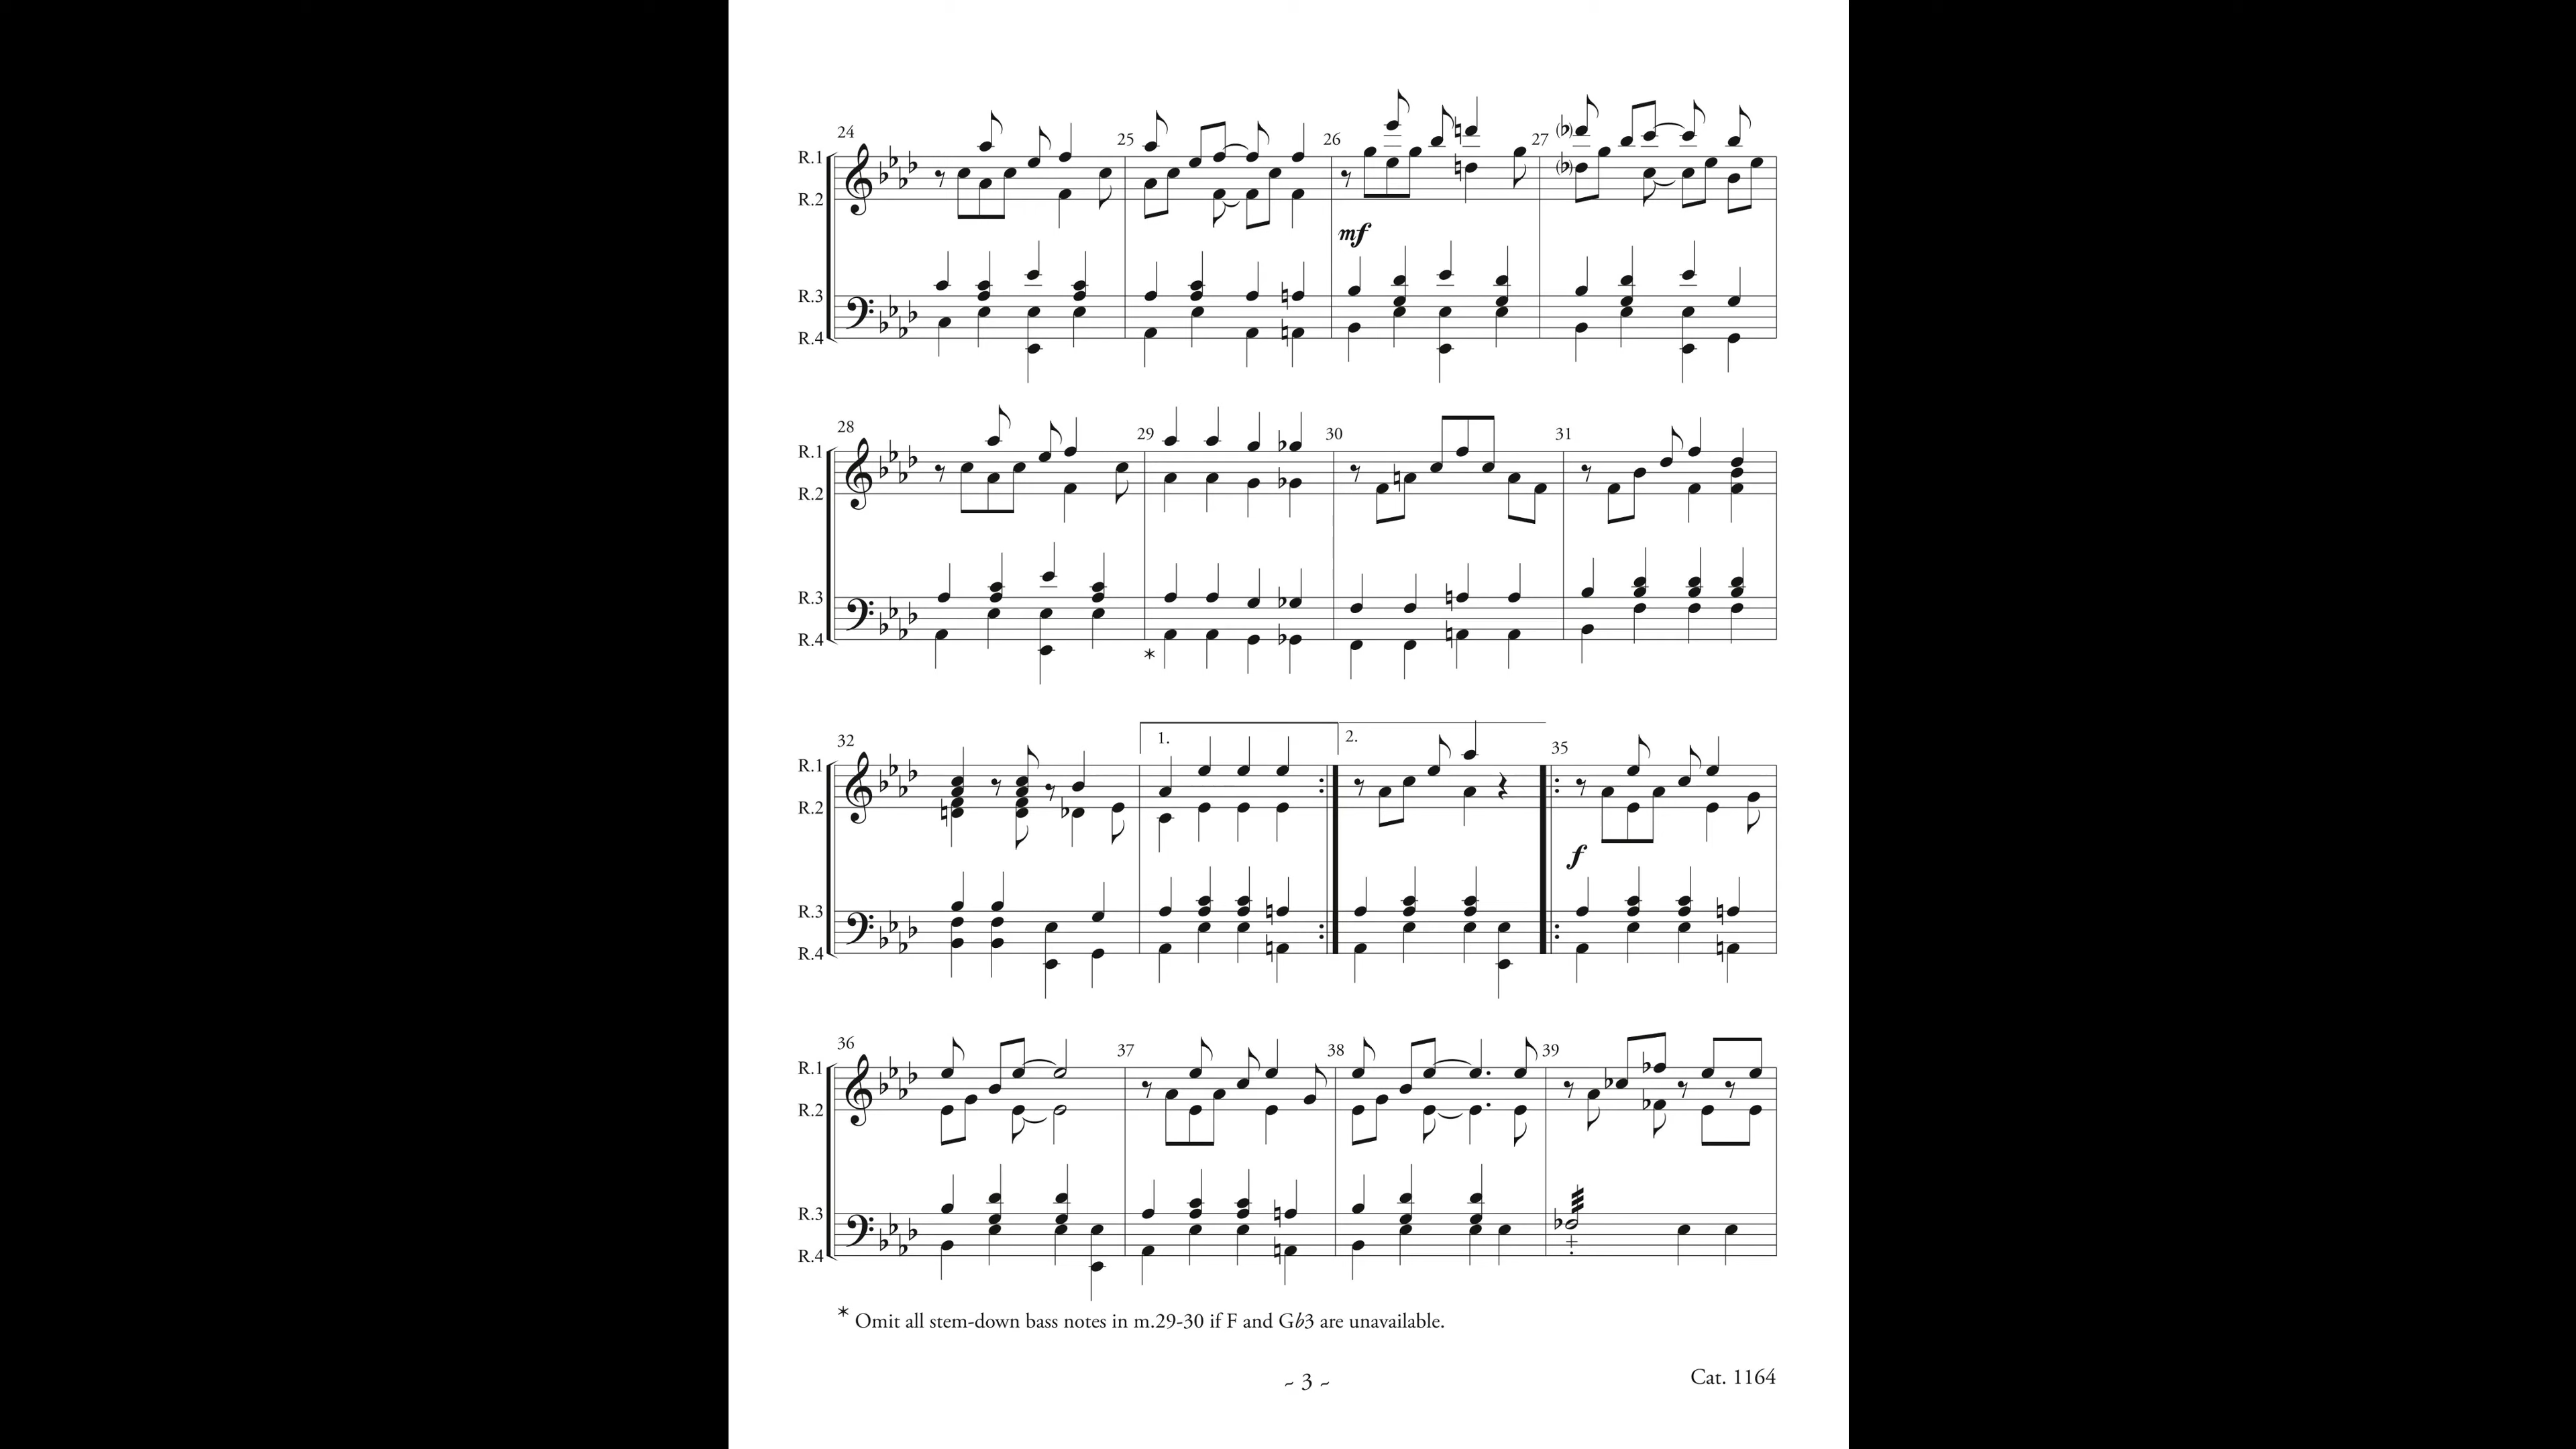 24 25 26 27
R.1
R.2
mf
R.3
R.4
28 29 30 31
R.1
R.2
R.3
R.4
*
32 1. 2. 35
R.1
R.2
f
R.3
R.4
36 37 38 39
R.1
R.2
R.3
R.4
* Omit all stem-down bass notes in m.29-30 if F and Gb3 are unavailable.
~ 3 ~
Cat. 1164